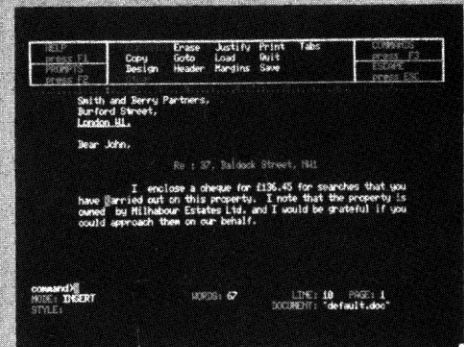 HELP Erase Justify Print Tabs COMMANDS
press F1 Copy Goto Load Quit press F3
PROMPTS Design Header Margins Save ESCAPE
press F2 press ESC
Smith and Berry Partners,
Burford Street,
London W1.
Dear John,
Re : 37, Baldock Street, NW1
I enclose a cheque for £136.45 for searches that you
have carried out on this property. I note that the property is
owned by Milhabour Estates Ltd. and I would be grateful if you
could approach them on our behalf.
command>
MODE: INSERT WORDS: 67 LINE: 10 PAGE: 1
STYLE: DOCUMENT: "default.doc"